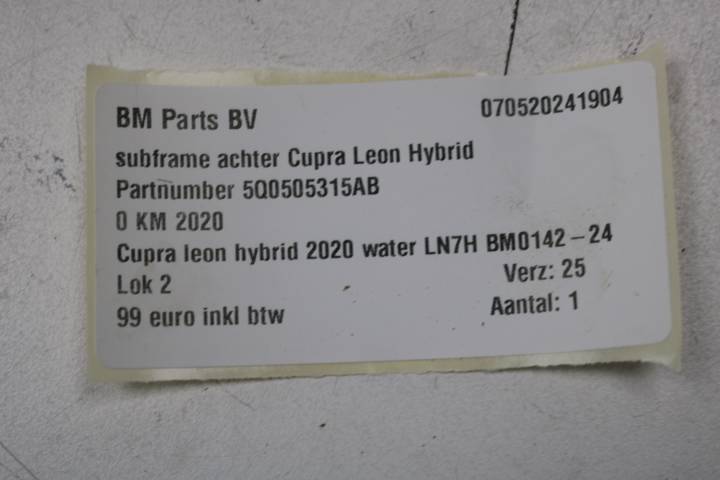 BM Parts BV 070520241904
subframe achter Cupra Leon Hybrid
Partnumber 5Q0505315AB
0 KM 2020
Cupra leon hybrid 2020 water LN7H BM0142-24
Lok 2 Verz: 25
99 euro inkl btw Aantal: 1